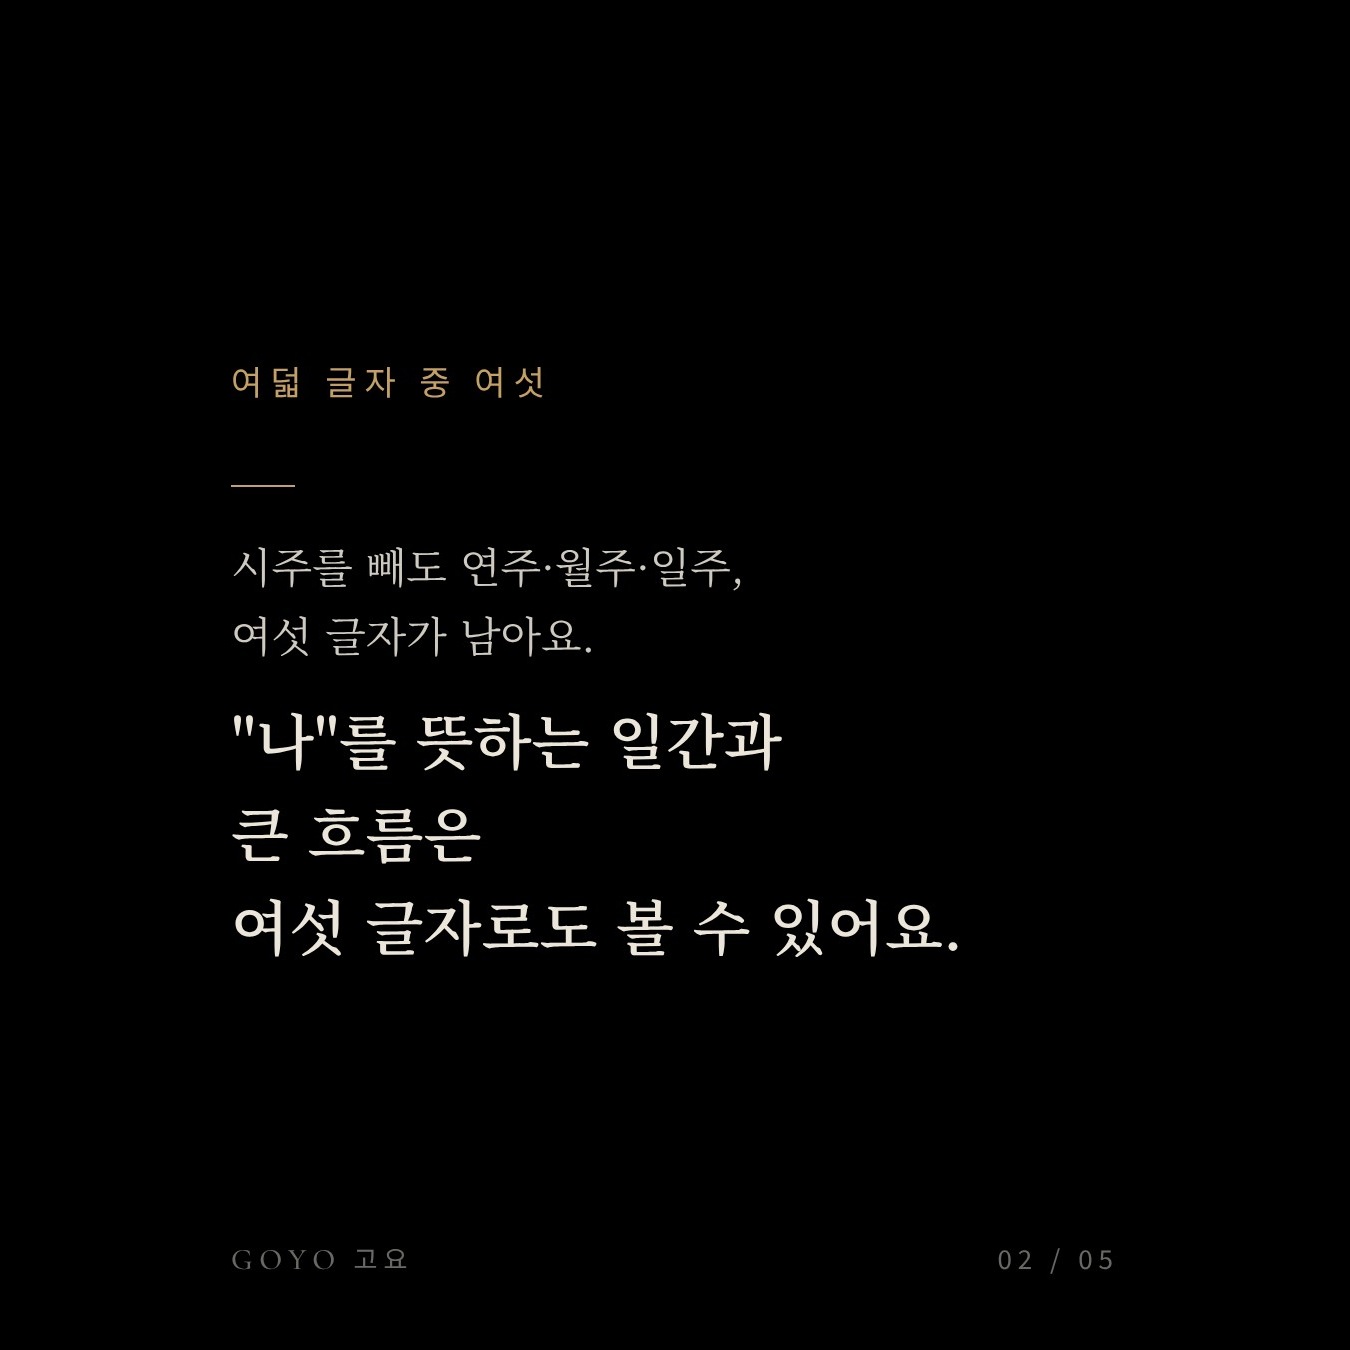 여덟 글자 중 여섯
시주를 빼도 연주·월주·일주,
여섯 글자가 남아요.
"나"를 뜻하는 일간과
큰 흐름은
여섯 글자로도 볼 수 있어요.
GOYO 고요
02 / 05